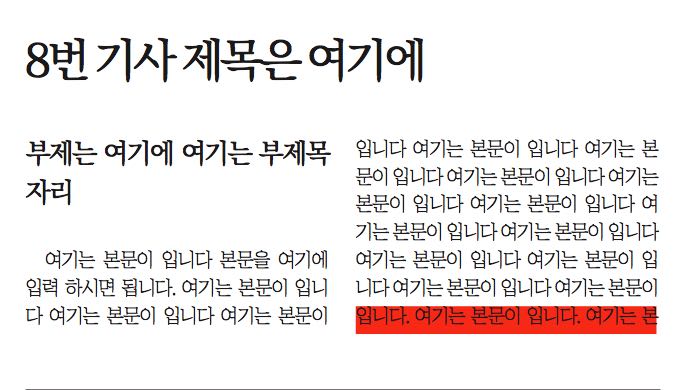 8번 기사 제목은 여기에
부제는 여기에 여기는 부제목
자리
여기는 본문이 입니다 본문을 여기에
입력 하시면 됩니다. 여기는 본문이 입니
다 여기는 본문이 입니다 여기는 본문이
입니다 여기는 본문이 입니다 여기는 본
문이 입니다 여기는 본문이 입니다 여기는
본문이 입니다 여기는 본문이 입니다 여
기는 본문이 입니다 여기는 본문이 입니다
여기는 본문이 입니다 여기는 본문이 입
니다 여기는 본문이 입니다 여기는 본문이
입니다. 여기는 본문이 입니다. 여기는 본